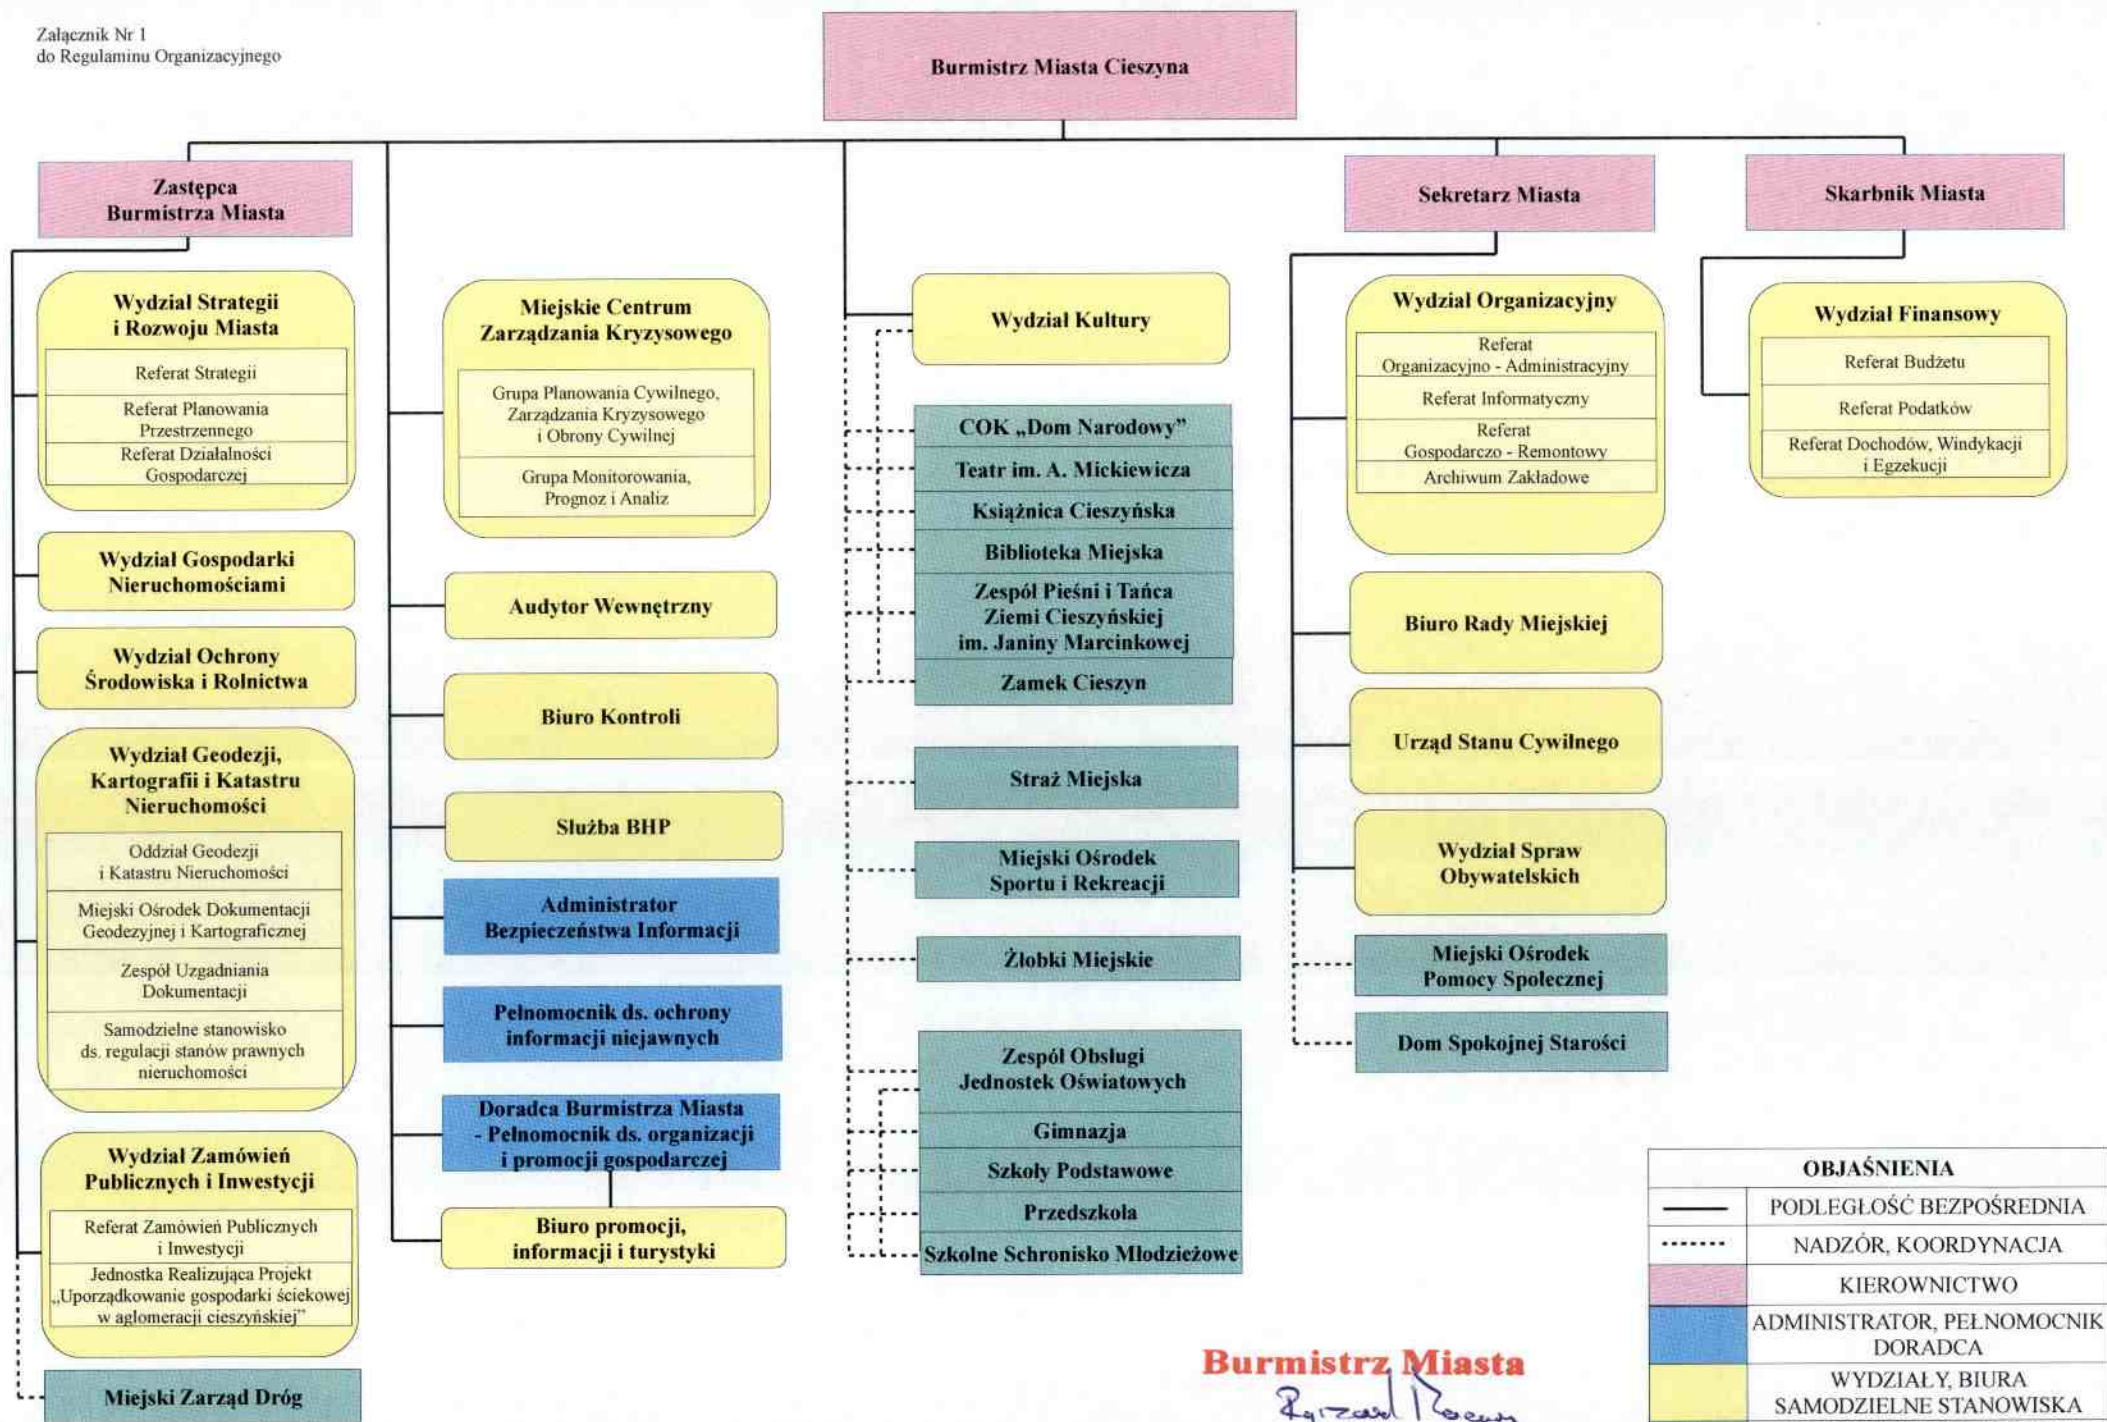 Załącznik Nr 1
do Regulaminu Organizacyjnego
Burmistrz Miasta Cieszyna
Zastępca
Burmistrza Miasta
Sekretarz Miasta
Skarbnik Miasta
Wydział Strategii
i Rozwoju Miasta
Referat Strategii
Referat Planowania
Przestrzennego
Referat Działalności
Gospodarczej
Wydział Gospodarki
Nieruchomościami
Wydział Ochrony
Środowiska i Rolnictwa
Wydział Geodezji,
Kartografii i Katastru
Nieruchomości
Oddział Geodezji
i Katastru Nieruchomości
Miejski Ośrodek Dokumentacji
Geodezyjnej i Kartograficznej
Zespół Uzgadniania
Dokumentacji
Samodzielne stanowisko
ds. regulacji stanów prawnych
nieruchomości
Wydział Zamówień
Publicznych i Inwestycji
Referat Zamówień Publicznych
i Inwestycji
Jednostka Realizująca Projekt
„Uporządkowanie gospodarki ściekowej
w aglomeracji cieszyńskiej”
Miejski Zarząd Dróg
Miejskie Centrum
Zarządzania Kryzysowego
Grupa Planowania Cywilnego,
Zarządzania Kryzysowego
i Obrony Cywilnej
Grupa Monitorowania,
Prognoz i Analiz
Audytor Wewnętrzny
Biuro Kontroli
Służba BHP
Administrator
Bezpieczeństwa Informacji
Pełnomocnik ds. ochrony
informacji niejawnych
Doradca Burmistrza Miasta
- Pełnomocnik ds. organizacji
i promocji gospodarczej
Biuro promocji,
informacji i turystyki
Wydział Kultury
COK „Dom Narodowy”
Teatr im. A. Mickiewicza
Książnica Cieszyńska
Biblioteka Miejska
Zespół Pieśni i Tańca
Ziemi Cieszyńskiej
im. Janiny Marcinkowej
Zamek Cieszyn
Straż Miejska
Miejski Ośrodek
Sportu i Rekreacji
Żłobki Miejskie
Zespół Obsługi
Jednostek Oświatowych
Gimnazja
Szkoły Podstawowe
Przedszkola
Szkolne Schronisko Młodzieżowe
Wydział Organizacyjny
Referat
Organizacyjno - Administracyjny
Referat Informatyczny
Referat
Gospodarczo - Remontowy
Archiwum Zakładowe
Biuro Rady Miejskiej
Urząd Stanu Cywilnego
Wydział Spraw
Obywatelskich
Miejski Ośrodek
Pomocy Społecznej
Dom Spokojnej Starości
Wydział Finansowy
Referat Budżetu
Referat Podatków
Referat Dochodów, Windykacji
i Egzekucji
OBJAŚNIENIA
PODLEGŁOŚĆ BEZPOŚREDNIA
NADZÓR, KOORDYNACJA
KIEROWNICTWO
ADMINISTRATOR, PEŁNOMOCNIK
DORADCA
WYDZIAŁY, BIURA
SAMODZIELNE STANOWISKA
Burmistrz Miasta